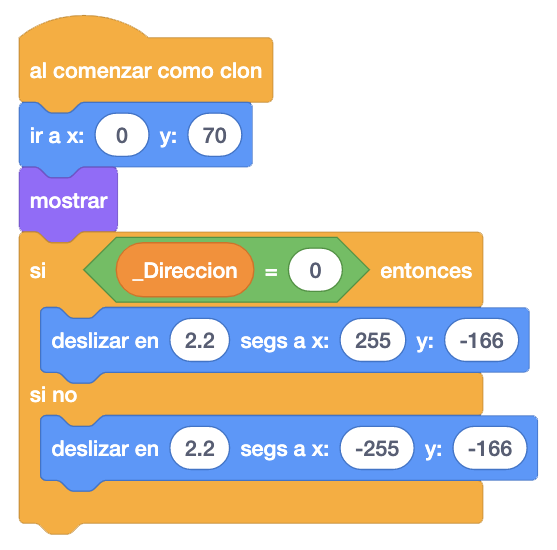 al comenzar como clon
ir a x: 0 y: 70
mostrar
si _Direccion = 0 entonces
deslizar en 2.2 segs a x: 255 y: -166
si no
deslizar en 2.2 segs a x: -255 y: -166